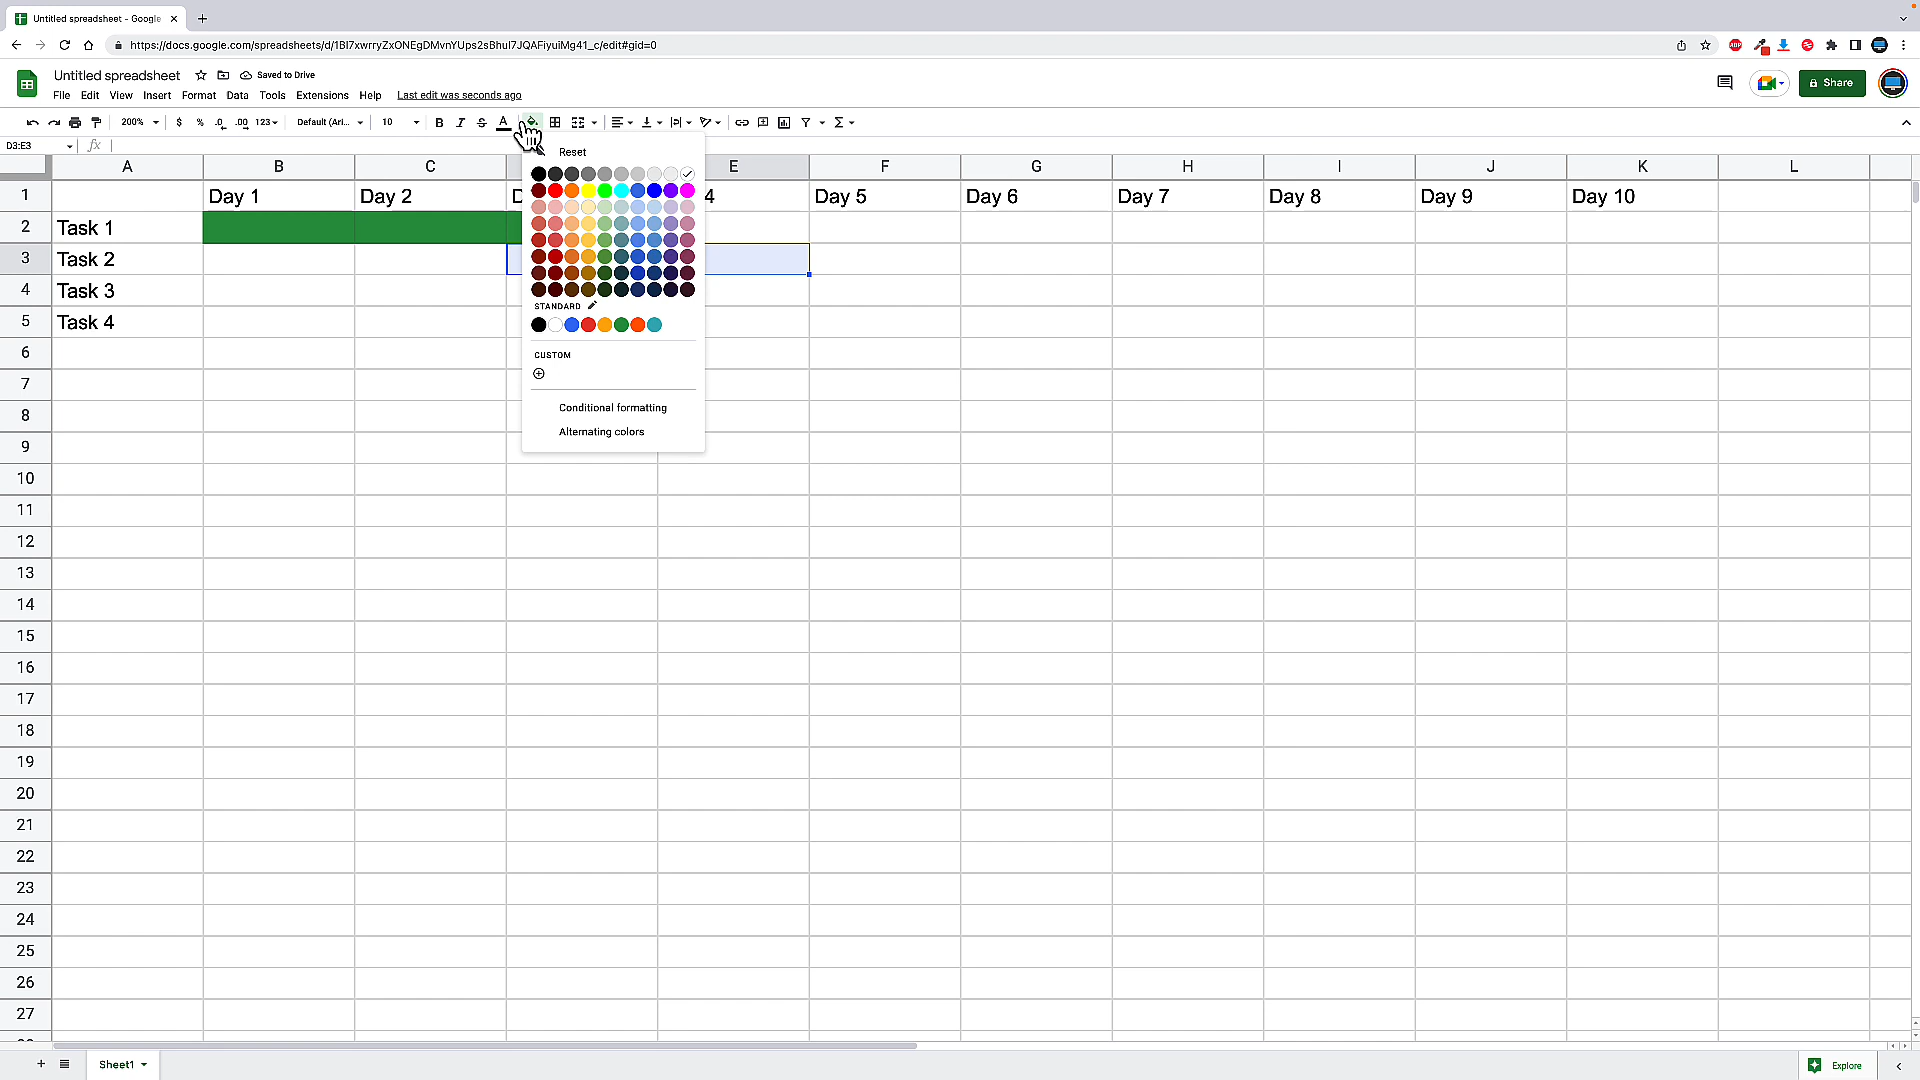 Untitled spreadsheet - Google
https://docs.google.com/spreadsheets/d/1BI7xwrryZxONEgDMvnYUps2sBhuI7JQAFiyuiMg41_c/edit#gid=0
Untitled spreadsheet Saved to Drive
File Edit View Insert Format Data Tools Extensions Help Last edit was seconds ago
Share
200% $ % .0 .00 123 Default (Ari... 10 B I S A
D3:E3 fx
Reset
A B C E F G H I J K L
1 Day 1 Day 2 D 4 Day 5 Day 6 Day 7 Day 8 Day 9 Day 10
2 Task 1
3 Task 2
4 Task 3
5 Task 4
STANDARD
CUSTOM
Conditional formatting
Alternating colors
6
7
8
9
10
11
12
13
14
15
16
17
18
19
20
21
22
23
24
25
26
27
Sheet1
Explore